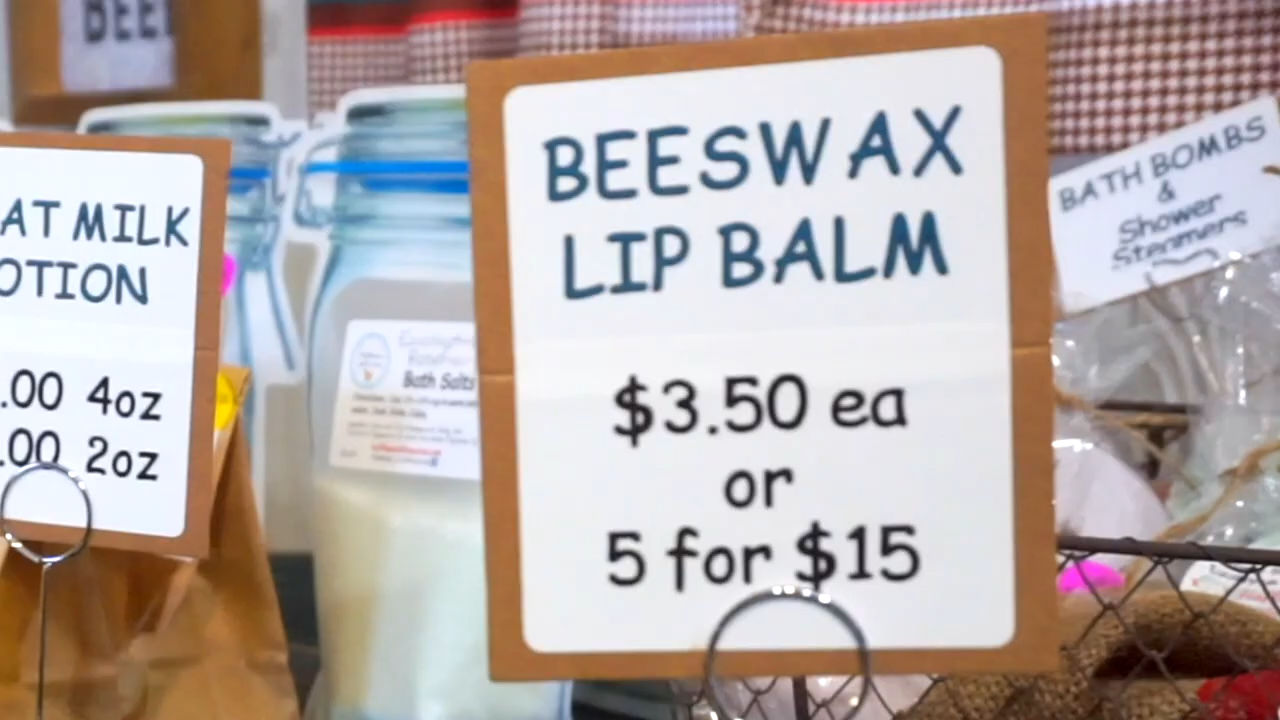 BEE
AT MILK
OTION
.00 4oz
.00 2oz
Bath Salts
BEESWAX
LIP BALM
$3.50 ea
or
5 for $15
BATH BOMBS
&
Shower
Steamers